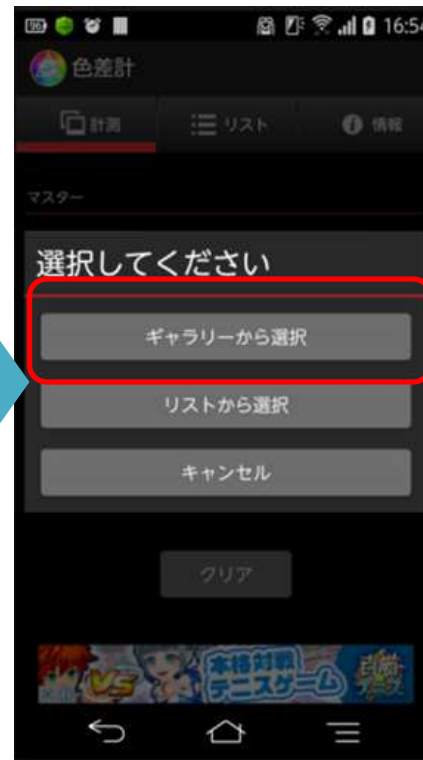 96
16:54
色差計
計測
リスト
情報
マスター
選択してください
ギャラリーから選択
リストから選択
キャンセル
クリア
VS
本格対戦
テニスゲーム